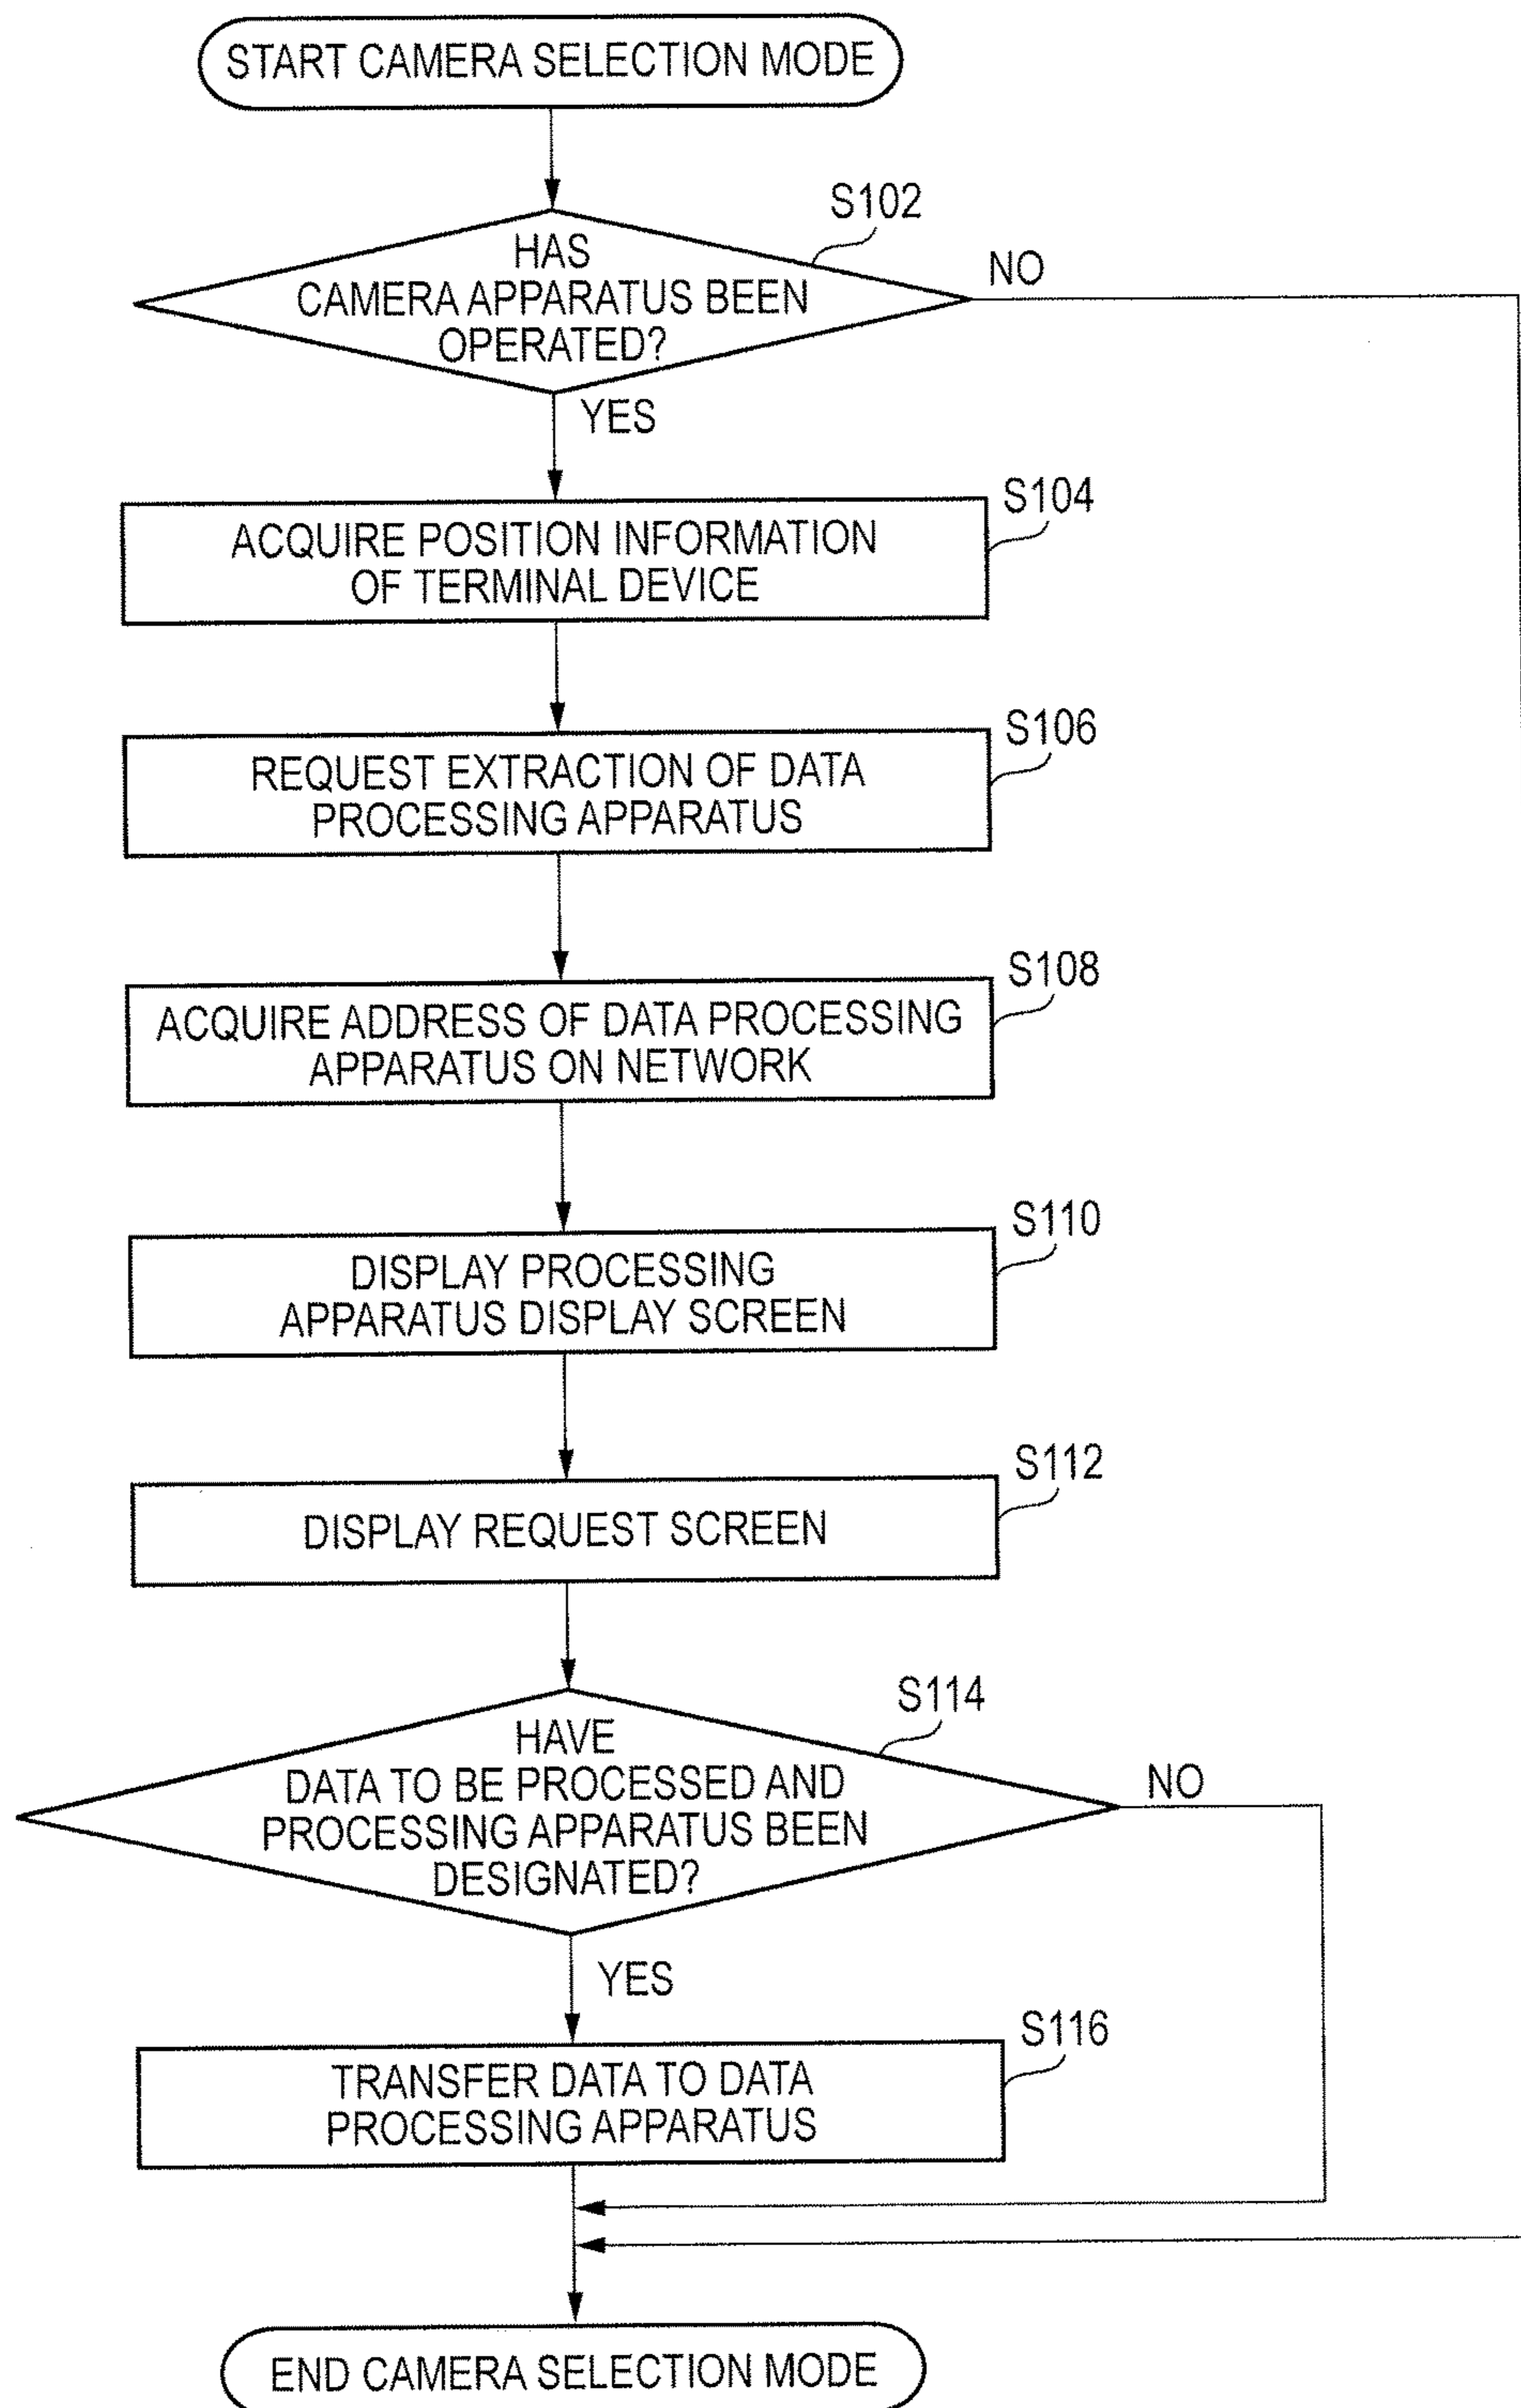 START CAMERA SELECTION MODE
S102
HAS
CAMERA APPARATUS BEEN
OPERATED?
NO
YES
S104
ACQUIRE POSITION INFORMATION
OF TERMINAL DEVICE
S106
REQUEST EXTRACTION OF DATA
PROCESSING APPARATUS
S108
ACQUIRE ADDRESS OF DATA PROCESSING
APPARATUS ON NETWORK
S110
DISPLAY PROCESSING
APPARATUS DISPLAY SCREEN
S112
DISPLAY REQUEST SCREEN
S114
HAVE
DATA TO BE PROCESSED AND
PROCESSING APPARATUS BEEN
DESIGNATED?
NO
YES
S116
TRANSFER DATA TO DATA
PROCESSING APPARATUS
END CAMERA SELECTION MODE